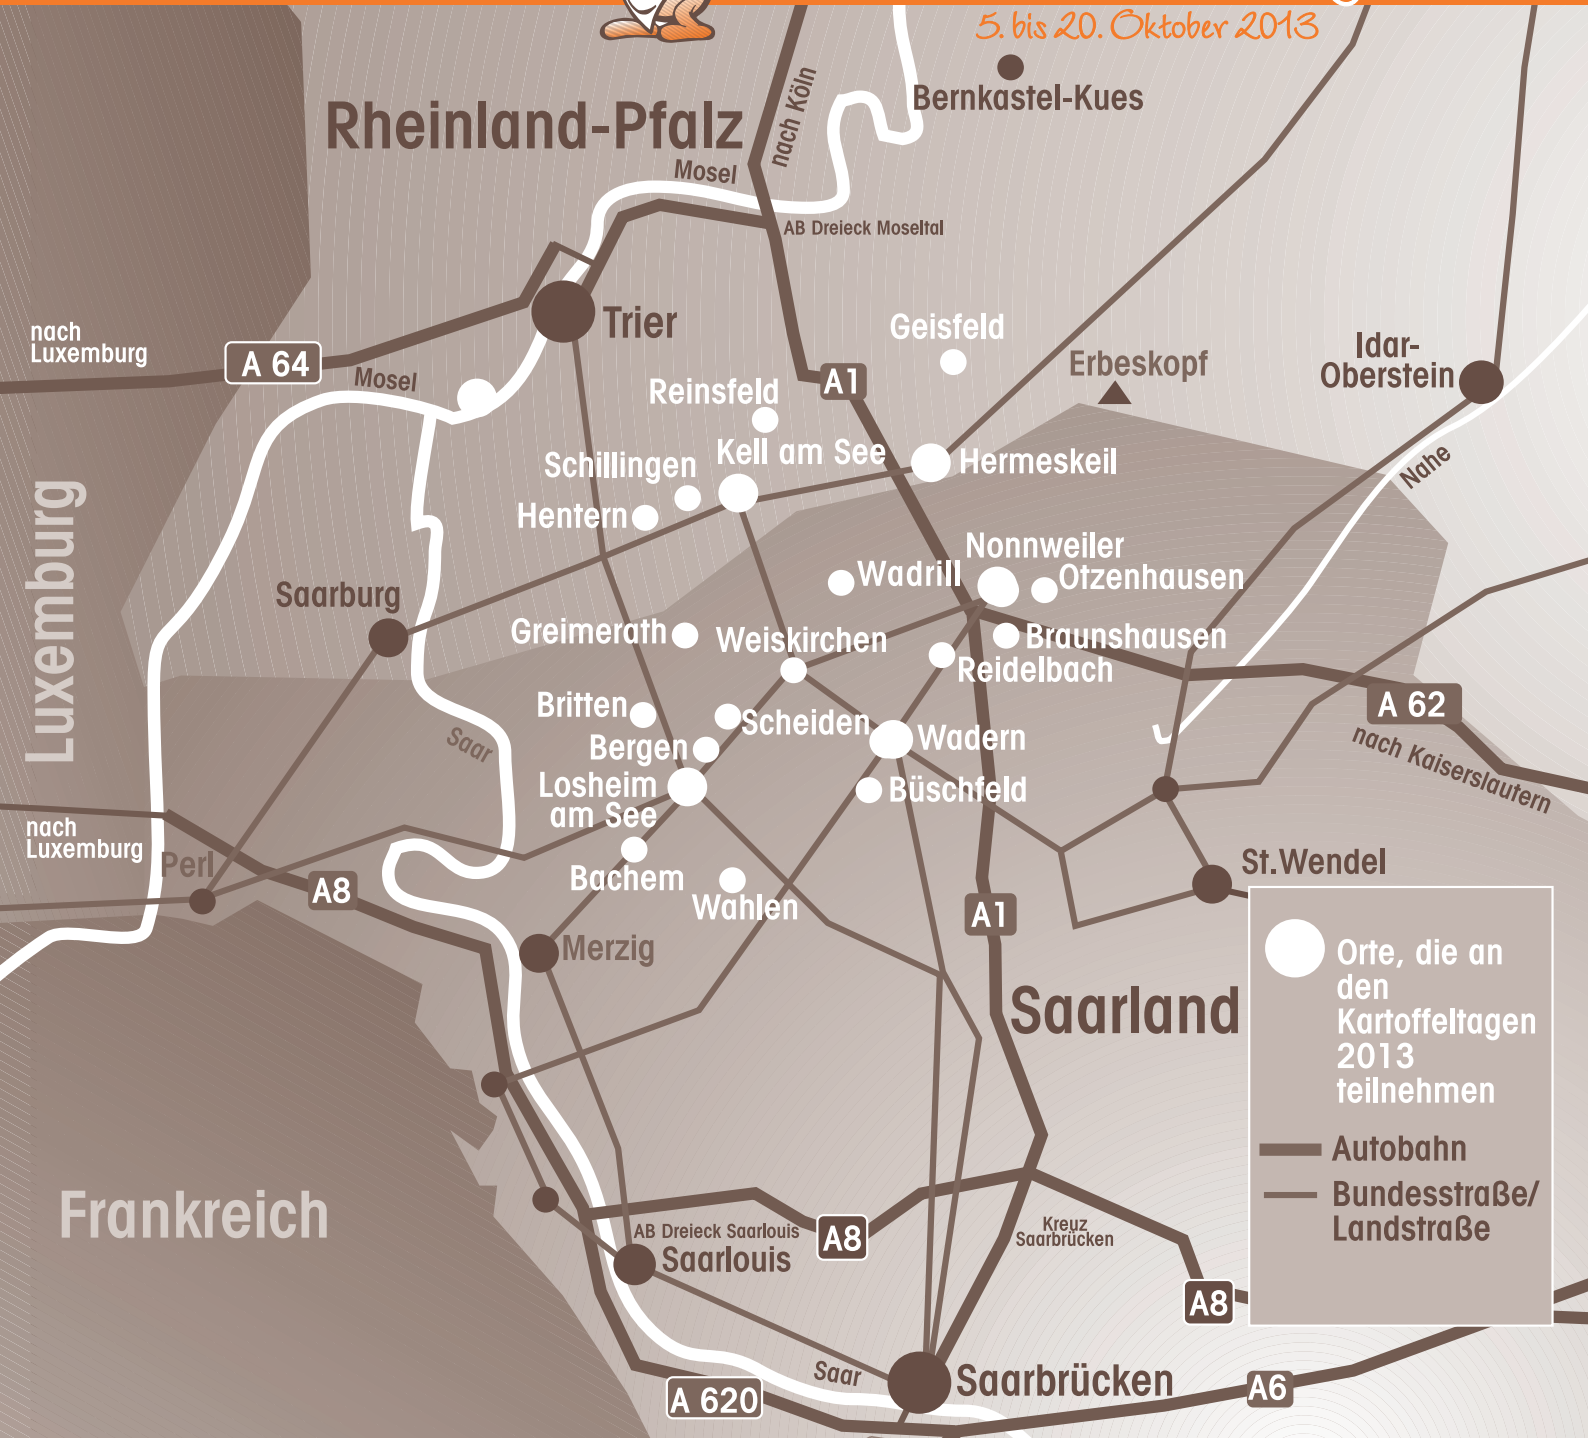 5. bis 20. Oktober 2013
Bernkastel-Kues
Rheinland-Pfalz
nach Köln
Mosel
AB Dreieck Moseltal
Trier
nach
Luxemburg
A 64
Mosel
Geisfeld
Erbeskopf
Idar-
Oberstein
Reinsfeld
A1
Kell am See
Schillingen
Hermeskeil
Nahe
Hentern
Luxemburg
Nonnweiler
Wadrill
Otzenhausen
Saarburg
Greimerath
Weiskirchen
Braunshausen
Reidelbach
Britten
Scheiden
A 62
Saar
Bergen
Wadern
nach Kaiserslautern
Losheim
am See
Büschfeld
nach
Luxemburg
Perl
A8
Bachem
Wahlen
St.Wendel
A1
Merzig
Saarland
Orte, die an
den
Kartoffeltagen
2013
teilnehmen
Autobahn
Bundesstraße/
Landstraße
Frankreich
AB Dreieck Saarlouis
Saarlouis
A8
Kreuz
Saarbrücken
A8
Saar
Saarbrücken
A 620
A6